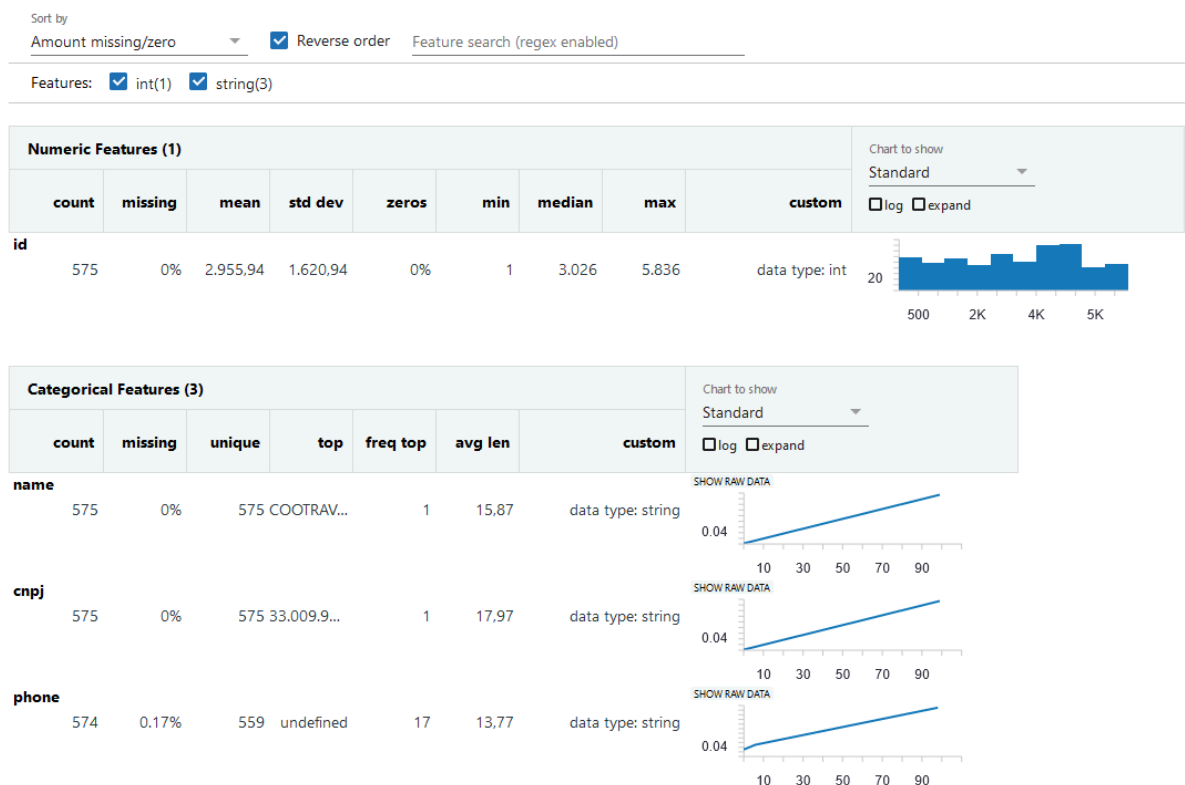 Sort by
Amount missing/zero Reverse order Feature search (regex enabled)
Features: int(1) string(3)
Numeric Features (1) Chart to show
Standard
count missing mean std dev zeros min median max custom
log expand
id
575 0% 2.955,94 1.620,94 0% 1 3.026 5.836 data type: int
20
500 2K 4K 5K
Categorical Features (3) Chart to show
Standard
count missing unique top freq top avg len custom
log expand
name
SHOW RAW DATA
575 0% 575 COOTRAV... 1 15,87 data type: string
0.04
10 30 50 70 90
cnpj
SHOW RAW DATA
575 0% 575 33.009.9... 1 17,97 data type: string
0.04
10 30 50 70 90
phone
SHOW RAW DATA
574 0.17% 559 undefined 17 13,77 data type: string
0.04
10 30 50 70 90